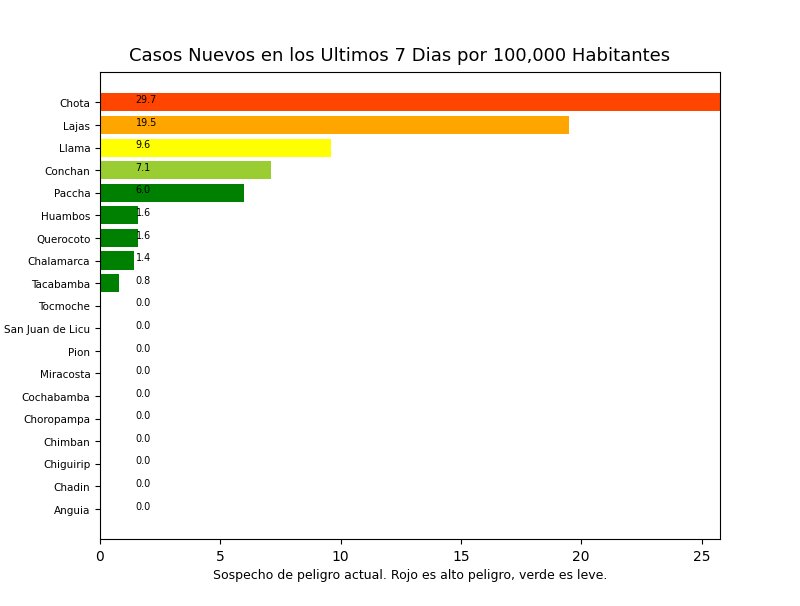 Casos Nuevos en los Ultimos 7 Dias por 100,000 Habitantes
Chota 29.7
Lajas 19.5
Llama 9.6
Conchan 7.1
Paccha 6.0
Huambos 1.6
Querocoto 1.6
Chalamarca 1.4
Tacabamba 0.8
Tocmoche 0.0
San Juan de Licu 0.0
Pion 0.0
Miracosta 0.0
Cochabamba 0.0
Choropampa 0.0
Chimban 0.0
Chiguirip 0.0
Chadin 0.0
Anguia 0.0
0 5 10 15 20 25
Sospecho de peligro actual. Rojo es alto peligro, verde es leve.